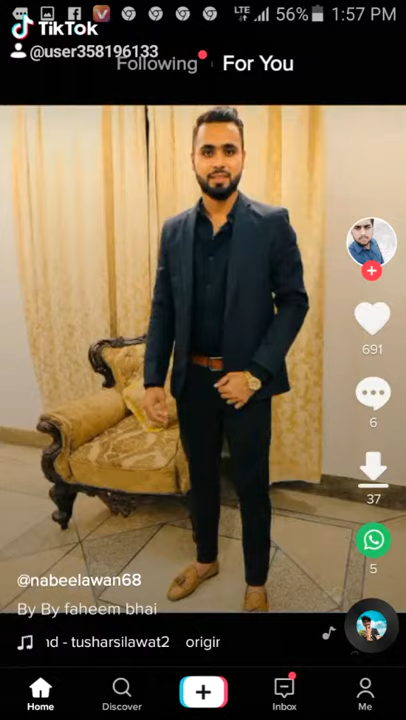 LTE 56% 1:57 PM
TikTok
@user358196133
Following For You
691
6
37
5
@nabeelawan68
By By faheem bhai
nd - tusharsilawat2 origin
Home Discover Inbox Me